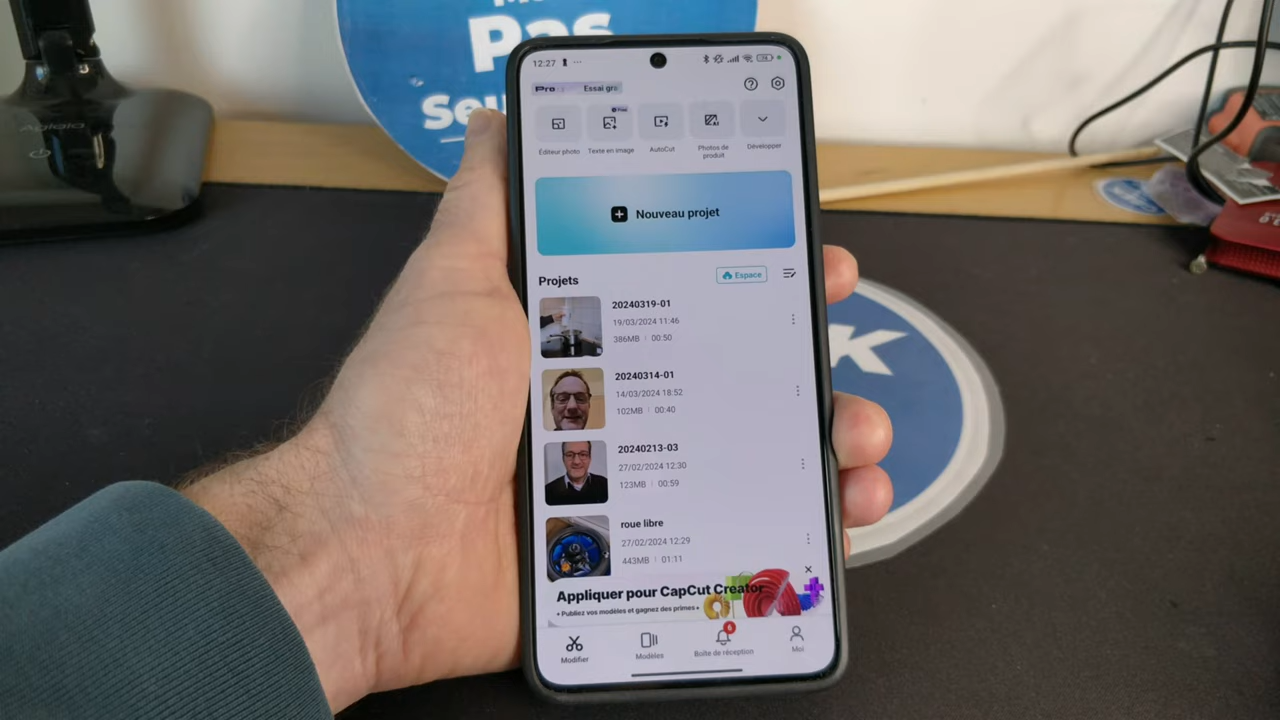 Pas
Seu
12:27
Pro
Essai gra
Free
Éditeur photo
Texte en image
AutoCut
Photos de
produit
Développer
Nouveau projet
Projets
Espace
20240319-01
19/03/2024 11:46
386MB
00:50
20240314-01
14/03/2024 18:52
102MB
00:40
20240213-03
27/02/2024 12:30
123MB
00:59
roue libre
27/02/2024 12:29
443MB
01:11
Appliquer pour CapCut Creator
• Publiez vos modèles et gagnez des primes •
6
Modifier
Modèles
Boîte de réception
Moi
K